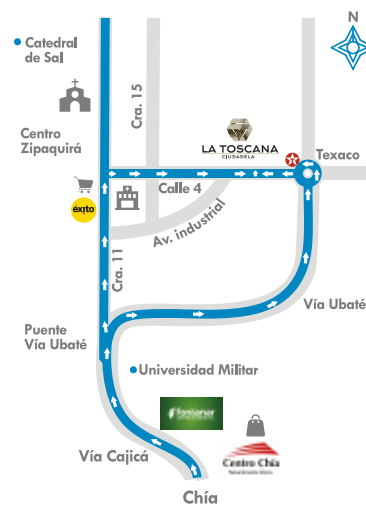 N
Catedral
de Sal
Cra. 15
LA TOSCANA
CIUDADELA
Centro
Zipaquirá
Texaco
Calle 4
éxito
Av. industrial
Cra. 11
Vía Ubaté
Puente
Vía Ubaté
Universidad Militar
fontanar
Centro Chía
Vía Cajicá
Chía